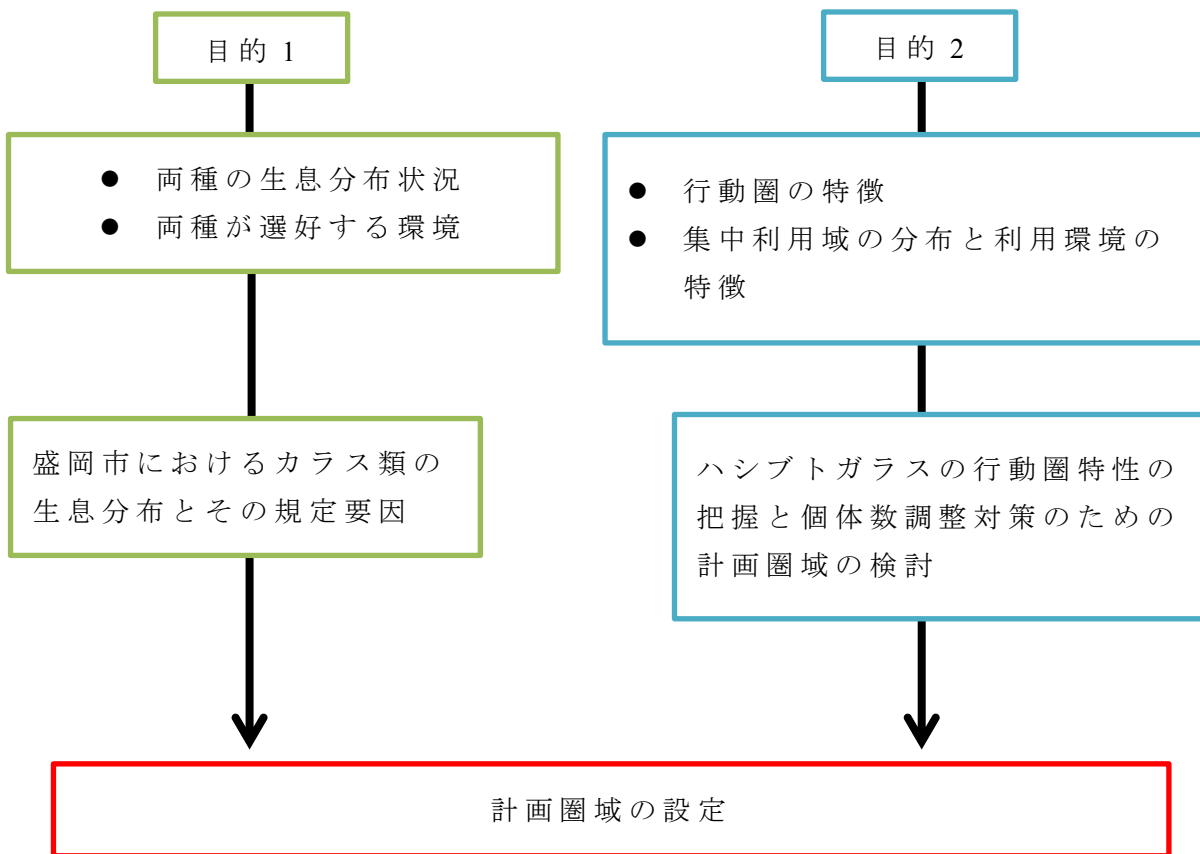 目的 1
● 両種の生息分布状況
● 両種が選好する環境
盛岡市におけるカラス類の
生息分布とその規定要因
目的 2
● 行動圏の特徴
● 集中利用域の分布と利用環境の
特徴
ハシブトガラスの行動圏特性の
把握と個体数調整対策のための
計画圏域の検討
計画圏域の設定